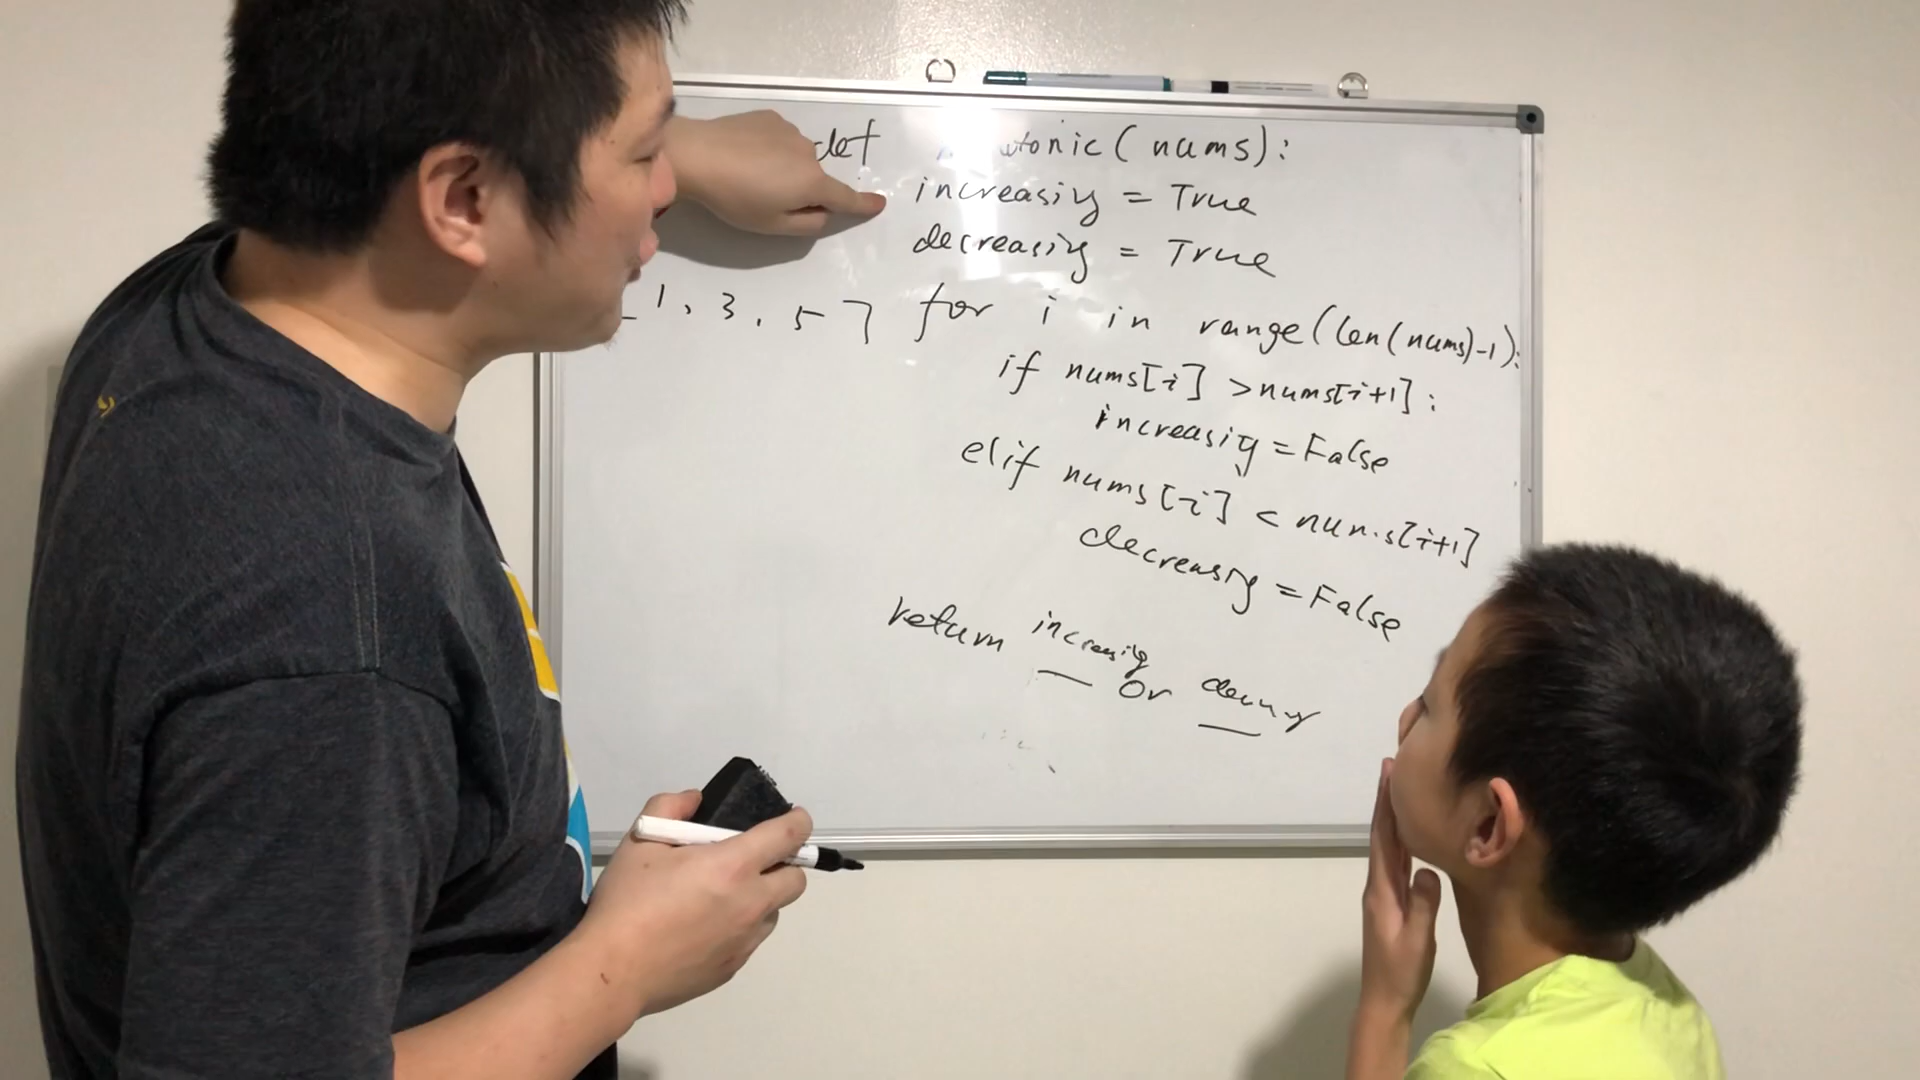 def (nums):
increasing = True
decreasing = True
1, 3, 5] for i in range(len(nums)-1):
if nums[i] > nums[i+1]:
increasing = False
elif nums[i] < nums[i+1]
decreasing = False
return increasing or